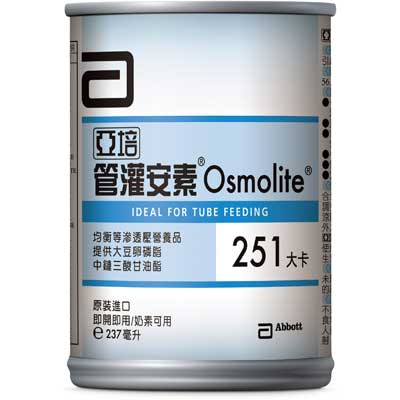 亞培
管灌安素® Osmolite®
IDEAL FOR TUBE FEEDING
均衡等滲透壓營養品
提供大豆卵磷脂
中鏈三酸甘油酯
251大卡
原裝進口
即開即用/奶素可用
℮ 237毫升
Abbott